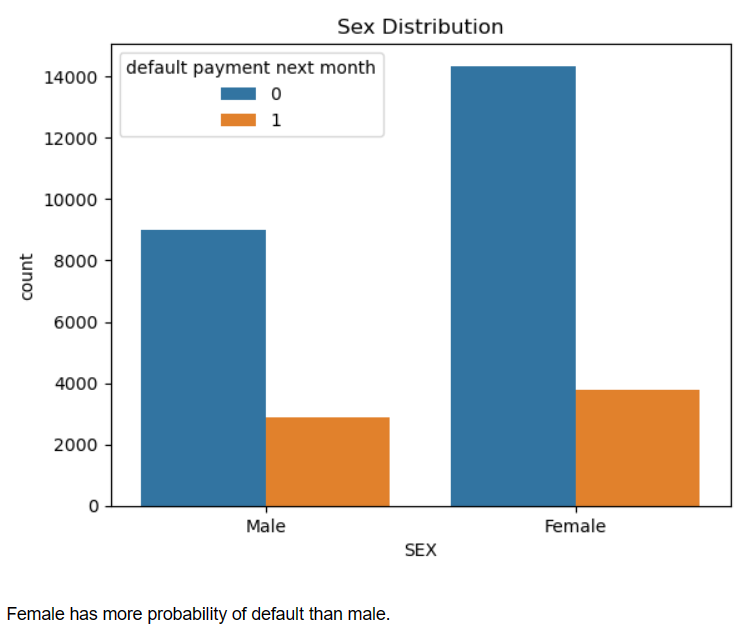 Sex Distribution
default payment next month
0
1
14000
12000
10000
8000
6000
4000
2000
0
count
Male
Female
SEX
Female has more probability of default than male.